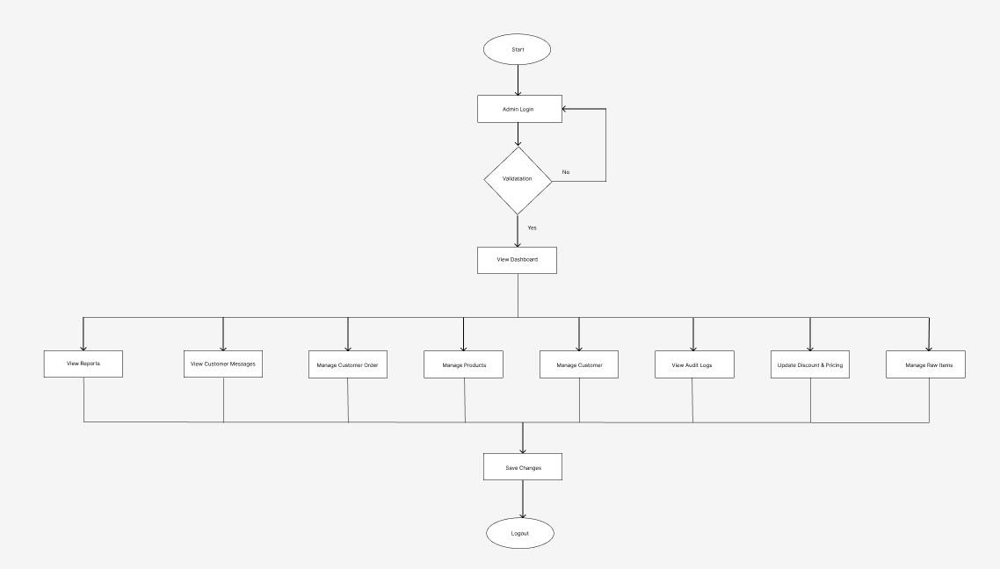 Start
Admin Login
Validatation
No
Yes
View Dashboard
View Reports
View Customer Messages
Manage Customer Order
Manage Products
Manage Customer
View Audit Logs
Update Discount & Pricing
Manage Raw Items
Save Changes
Logout